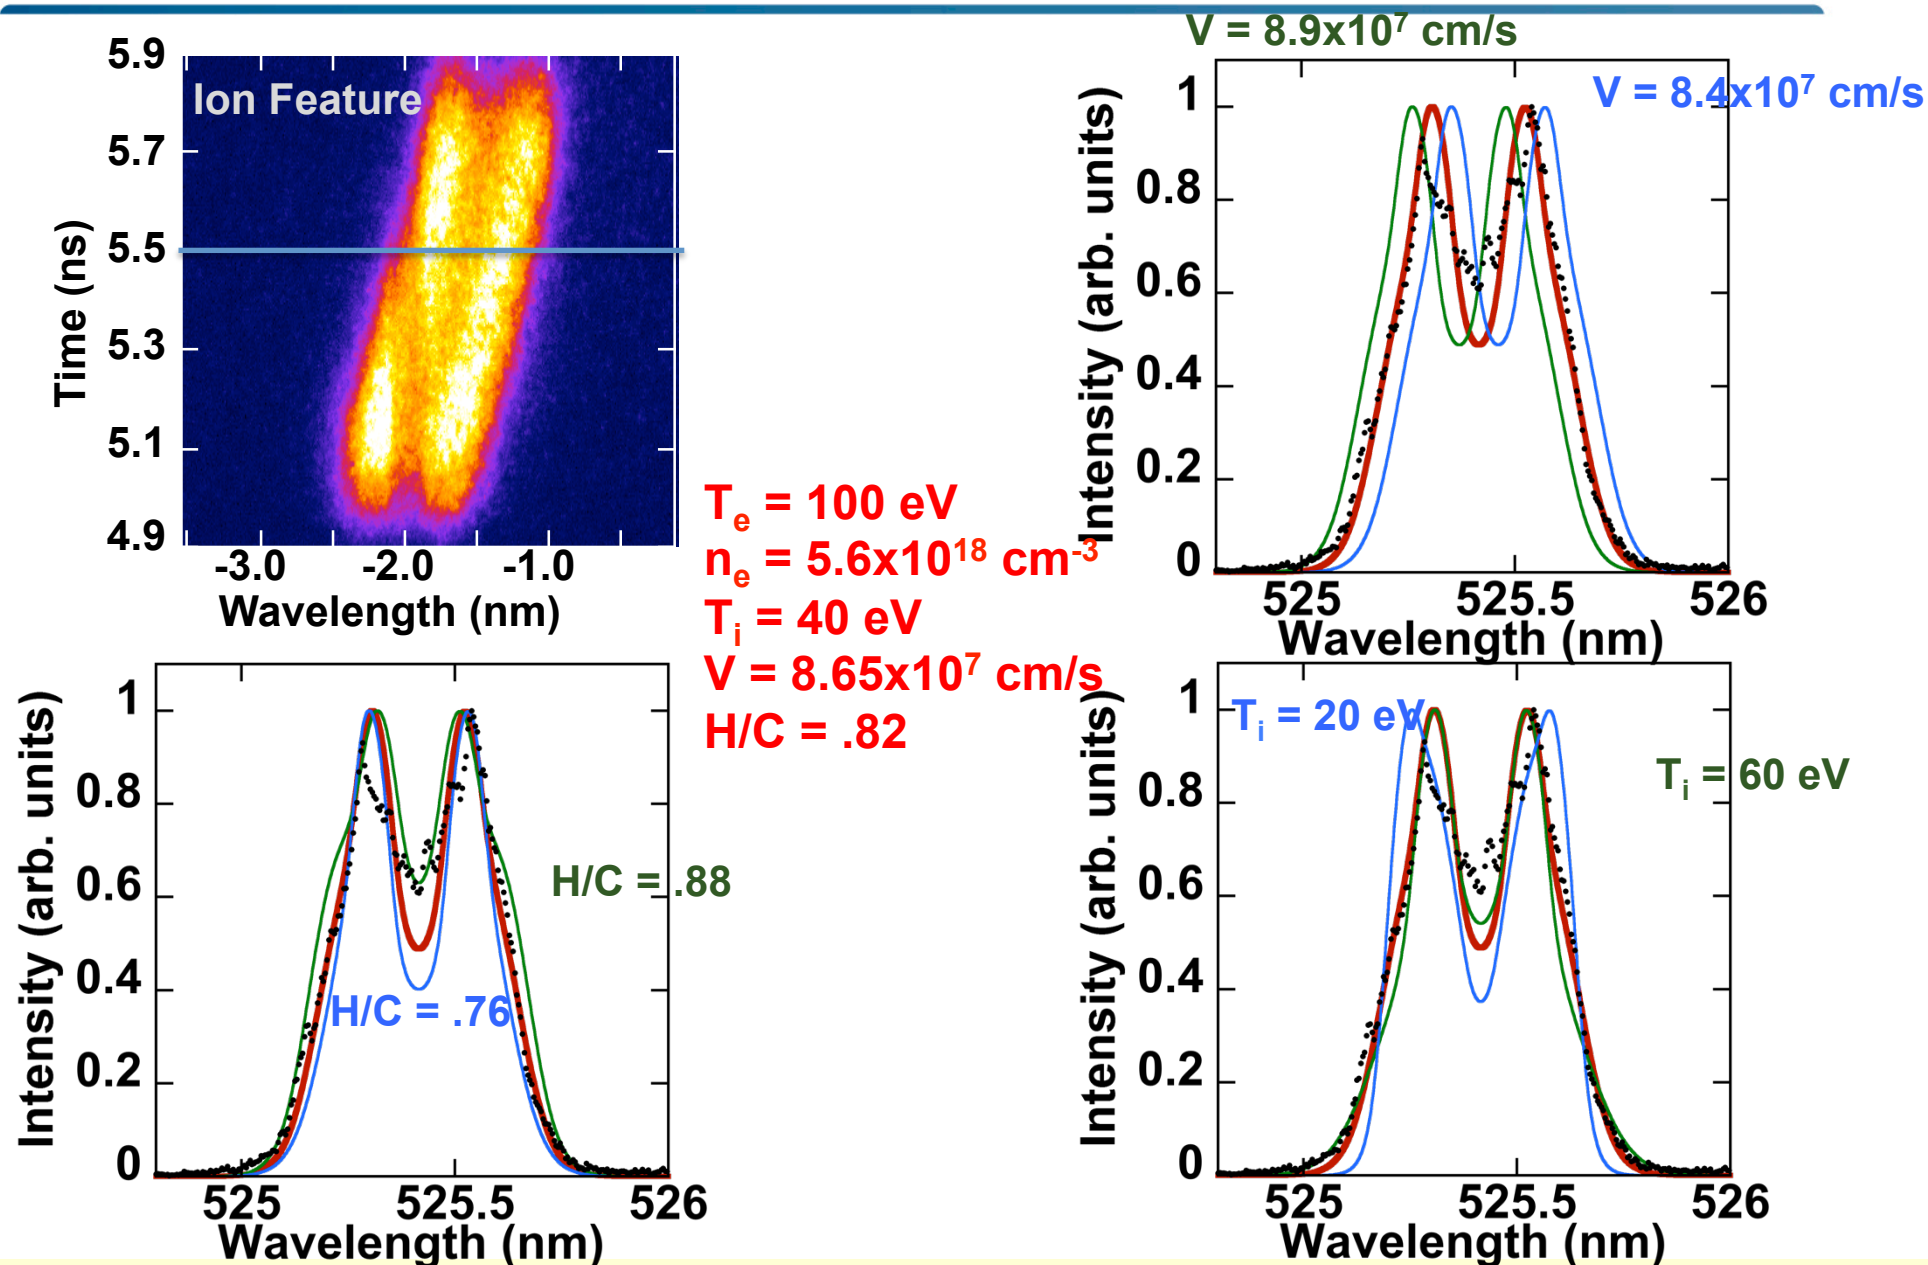 Ion Feature
5.9
5.7
5.5
5.3
5.1
4.9
Time (ns)
-3.0 -2.0 -1.0
Wavelength (nm)
V = 8.9x10⁷ cm/s
V = 8.4x10⁷ cm/s
1
0.8
0.6
0.4
0.2
0
Intensity (arb. units)
525 525.5 526
Wavelength (nm)
Tₑ = 100 eV
nₑ = 5.6x10¹⁸ cm⁻³
Tᵢ = 40 eV
V = 8.65x10⁷ cm/s
H/C = .82
1
0.8
0.6
0.4
0.2
0
Intensity (arb. units)
H/C = .88
H/C = .76
525 525.5 526
Wavelength (nm)
1
0.8
0.6
0.4
0.2
0
Intensity (arb. units)
Tᵢ = 20 eV
Tᵢ = 60 eV
525 525.5 526
Wavelength (nm)